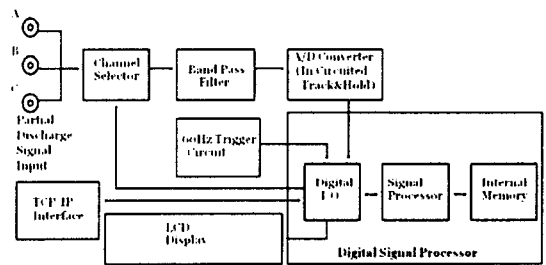 A
B
C
Partial
Discharge
Signal
Input
Channel
Selector
Band Pass
Filter
A/D Converter
(In Circuited
Track&Hold)
60Hz Trigger
Circuit
Digital
I/O
Signal
Processor
Internal
Memory
TCP/IP
Interface
LCD
Display
Digital Signal Processor